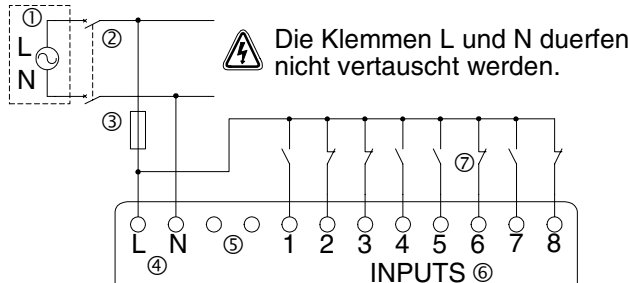 ①
L
N
②
Die Klemmen L und N duerfen
nicht vertauscht werden.
③
⑦
L N ⑤ 1 2 3 4 5 6 7 8
④
INPUTS ⑥